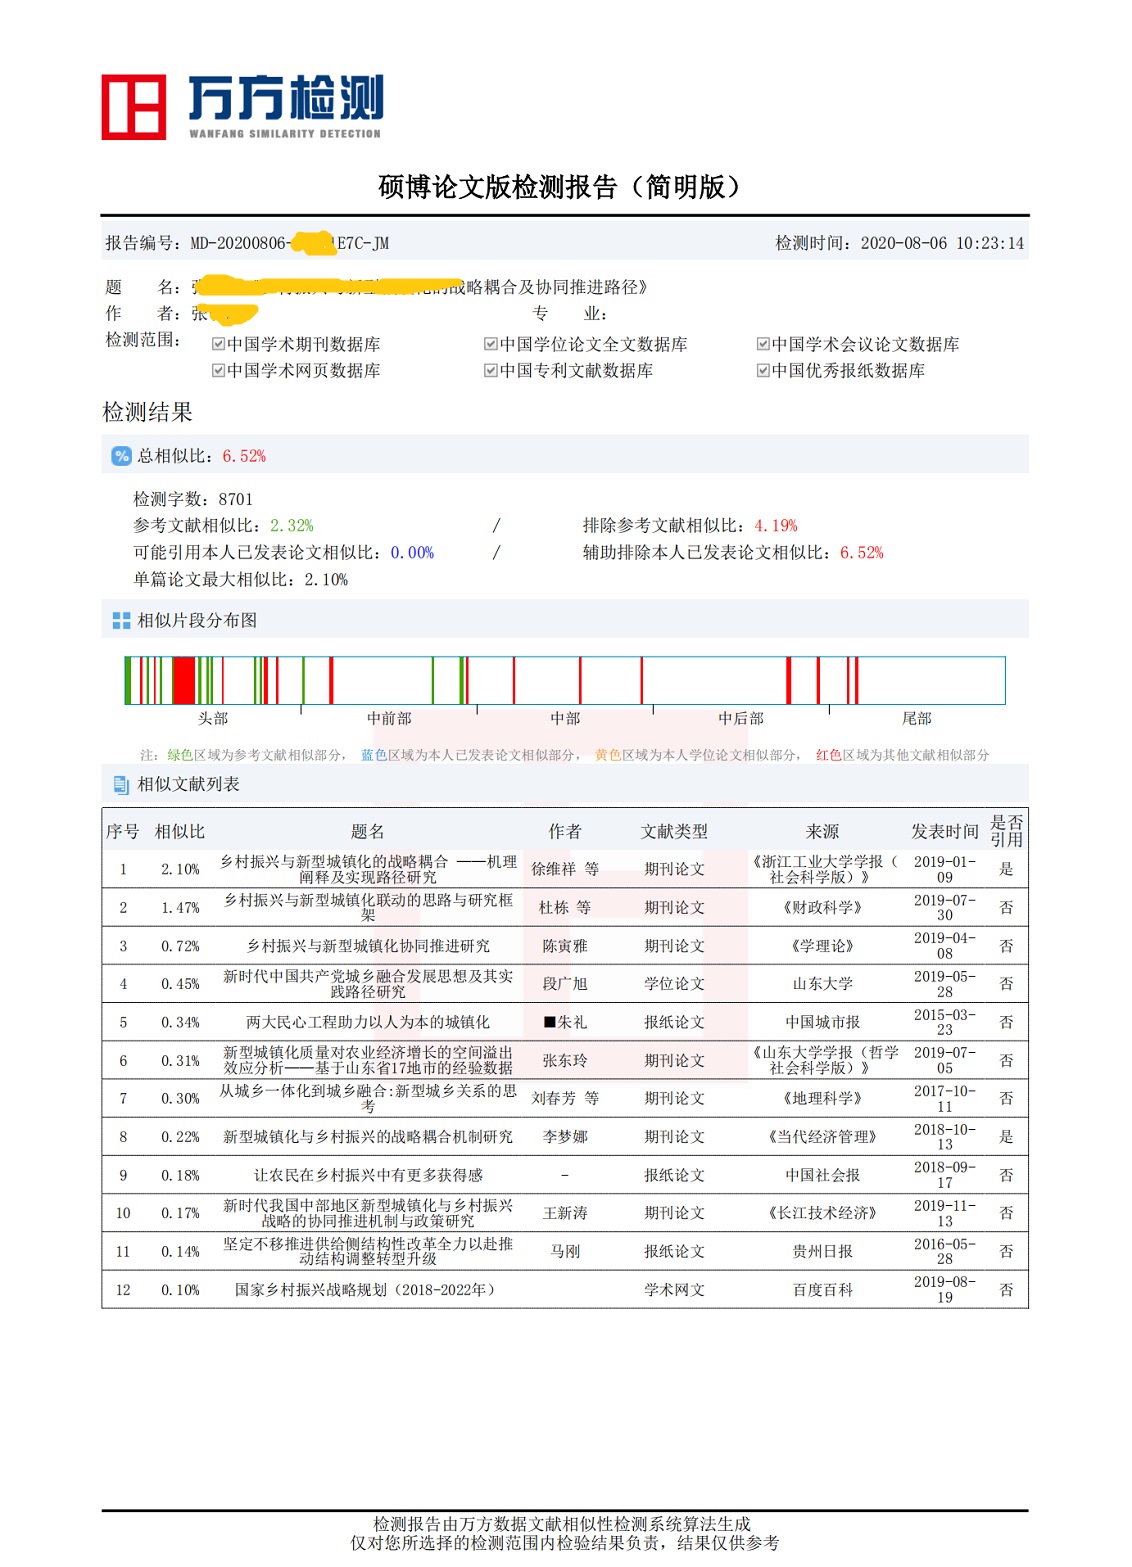 万方检测
WANFANG SIMILARITY DETECTION
硕博论文版检测报告（简明版）
报告编号：MD-20200806-E7C-JM 检测时间：2020-08-06 10:23:14
题 名：战略耦合及协同推进路径》
作 者：张 专 业：
检测范围：
中国学术期刊数据库 中国学位论文全文数据库 中国学术会议论文数据库
中国学术网页数据库 中国专利文献数据库 中国优秀报纸数据库
检测结果
% 总相似比：6.52%
检测字数：8701
参考文献相似比：2.32% / 排除参考文献相似比：4.19%
可能引用本人已发表论文相似比：0.00% / 辅助排除本人已发表论文相似比：6.52%
单篇论文最大相似比：2.10%
相似片段分布图
头部 中前部 中部 中后部 尾部
注：绿色区域为参考文献相似部分， 蓝色区域为本人已发表论文相似部分， 黄色区域为本人学位论文相似部分， 红色区域为其他文献相似部分
相似文献列表
序号 相似比 题名 作者 文献类型 来源 发表时间 是否
引用
1 2.10% 乡村振兴与新型城镇化的战略耦合 ——机理 徐维祥 等 期刊论文 《浙江工业大学学报（ 2019-01- 是
阐释及实现路径研究 社会科学版）》 09
2 1.47% 乡村振兴与新型城镇化联动的思路与研究框 杜栋 等 期刊论文 《财政科学》 2019-07- 否
架 30
3 0.72% 乡村振兴与新型城镇化协同推进研究 陈寅雅 期刊论文 《学理论》 2019-04- 否
08
4 0.45% 新时代中国共产党城乡融合发展思想及其实 段广旭 学位论文 山东大学 2019-05- 否
践路径研究 28
5 0.34% 两大民心工程助力以人为本的城镇化 ■朱礼 报纸论文 中国城市报 2015-03- 否
23
6 0.31% 新型城镇化质量对农业经济增长的空间溢出 张东玲 期刊论文 《山东大学学报（哲学 2019-07- 否
效应分析——基于山东省17地市的经验数据 社会科学版）》 05
7 0.30% 从城乡一体化到城乡融合:新型城乡关系的思 刘春芳 等 期刊论文 《地理科学》 2017-10- 否
考 11
8 0.22% 新型城镇化与乡村振兴的战略耦合机制研究 李梦娜 期刊论文 《当代经济管理》 2018-10- 是
13
9 0.18% 让农民在乡村振兴中有更多获得感 - 报纸论文 中国社会报 2018-09- 否
17
10 0.17% 新时代我国中部地区新型城镇化与乡村振兴 王新涛 期刊论文 《长江技术经济》 2019-11- 否
战略的协同推进机制与政策研究 13
11 0.14% 坚定不移推进供给侧结构性改革全力以赴推 马刚 报纸论文 贵州日报 2016-05- 否
动结构调整转型升级 28
12 0.10% 国家乡村振兴战略规划（2018-2022年） 学术网文 百度百科 2019-08- 否
19
检测报告由万方数据文献相似性检测系统算法生成
仅对您所选择的检测范围内检验结果负责，结果仅供参考